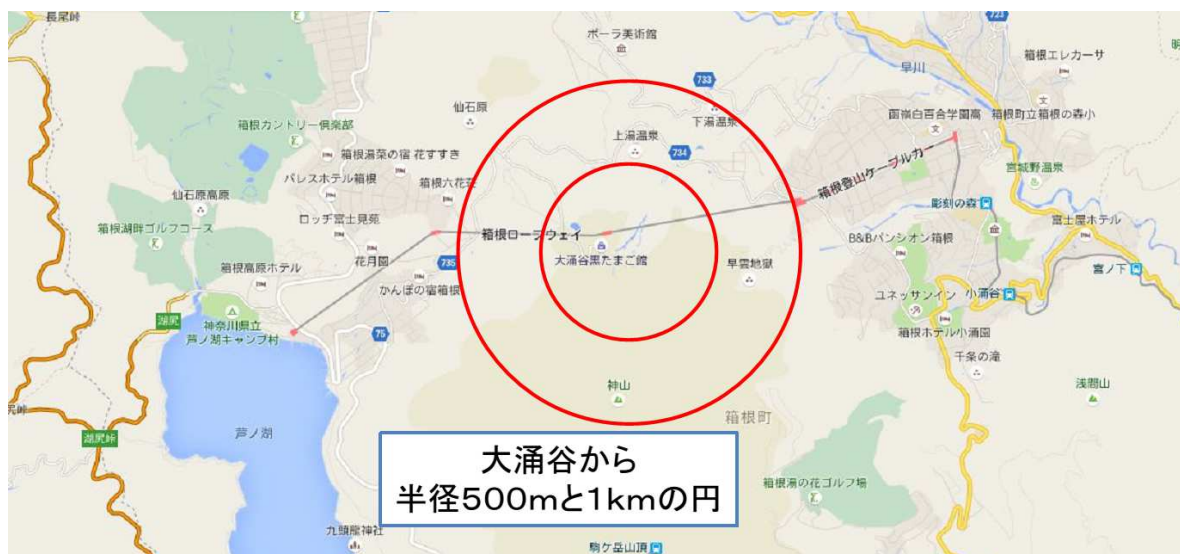 長尾峠
723
ポーラ美術館
箱根エレカーサ
早川
733
仙石原
下湯温泉
函嶺白百合学園高
箱根町立箱根の森小
箱根カントリー倶楽部
上湯温泉
734
箱根湯菜の宿 花すすき
宮城野温泉
パレスホテル箱根
箱根六花荘
箱根登山ケーブルカー
仙石原高原
彫刻の森
ロッヂ富士見苑
富士屋ホテル
箱根湖畔ゴルフコース
箱根ロープウェイ
B&Bパンシオン箱根
花月園
大涌谷黒たまご館
早雲地獄
735
箱根高原ホテル
宮ノ下
かんぽの宿箱根
ユネッサンイン
小涌谷
湖尻
神奈川県立
芦ノ湖キャンプ村
75
箱根ホテル小涌園
千条の滝
神山
浅間山
箱根町
芦ノ湖
湖尻峠
大涌谷から
半径500mと1kmの円
箱根湯の花ゴルフ場
九頭龍神社
駒ケ岳山頂